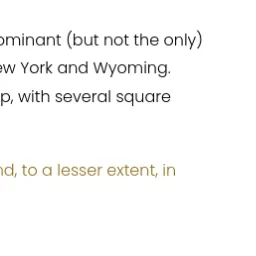 ominant (but not the only)
ew York and Wyoming.
p, with several square
nd, to a lesser extent, in